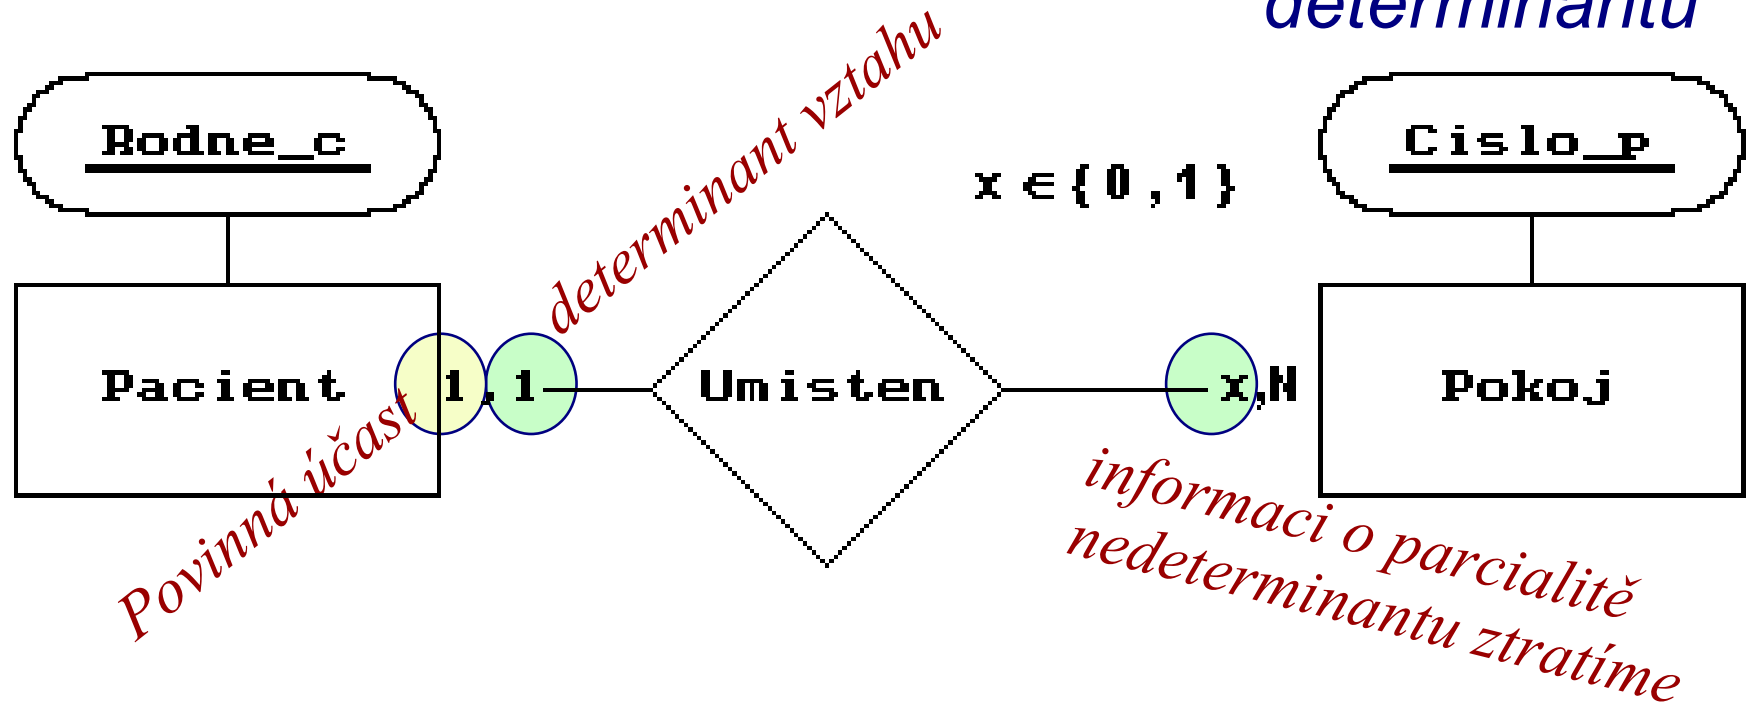 determinantu
determinant vztahu
Rodne_c
Cislo_p
x ∈ {0,1}
Pacient
1,1
Umisten
x,N
Pokoj
Povinná účast
informaci o parcialitě
nedeterminantu ztratíme